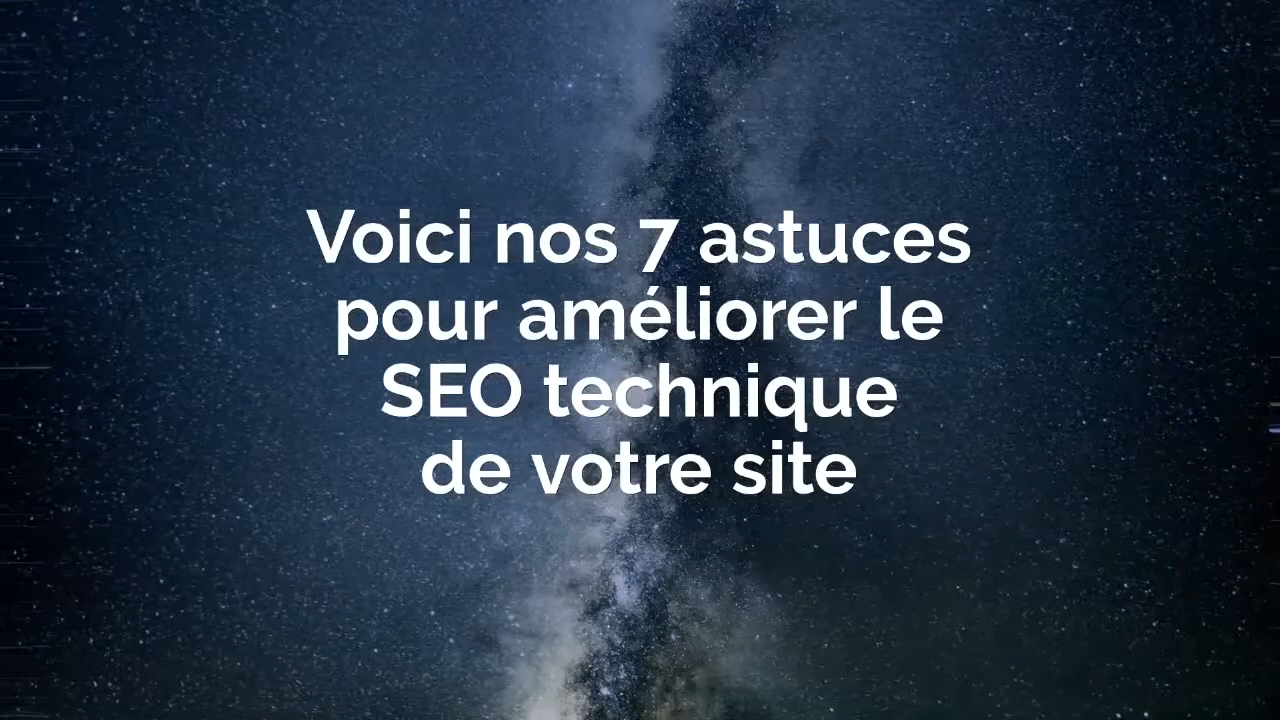 Voici nos 7 astuces
pour améliorer le
SEO technique
de votre site